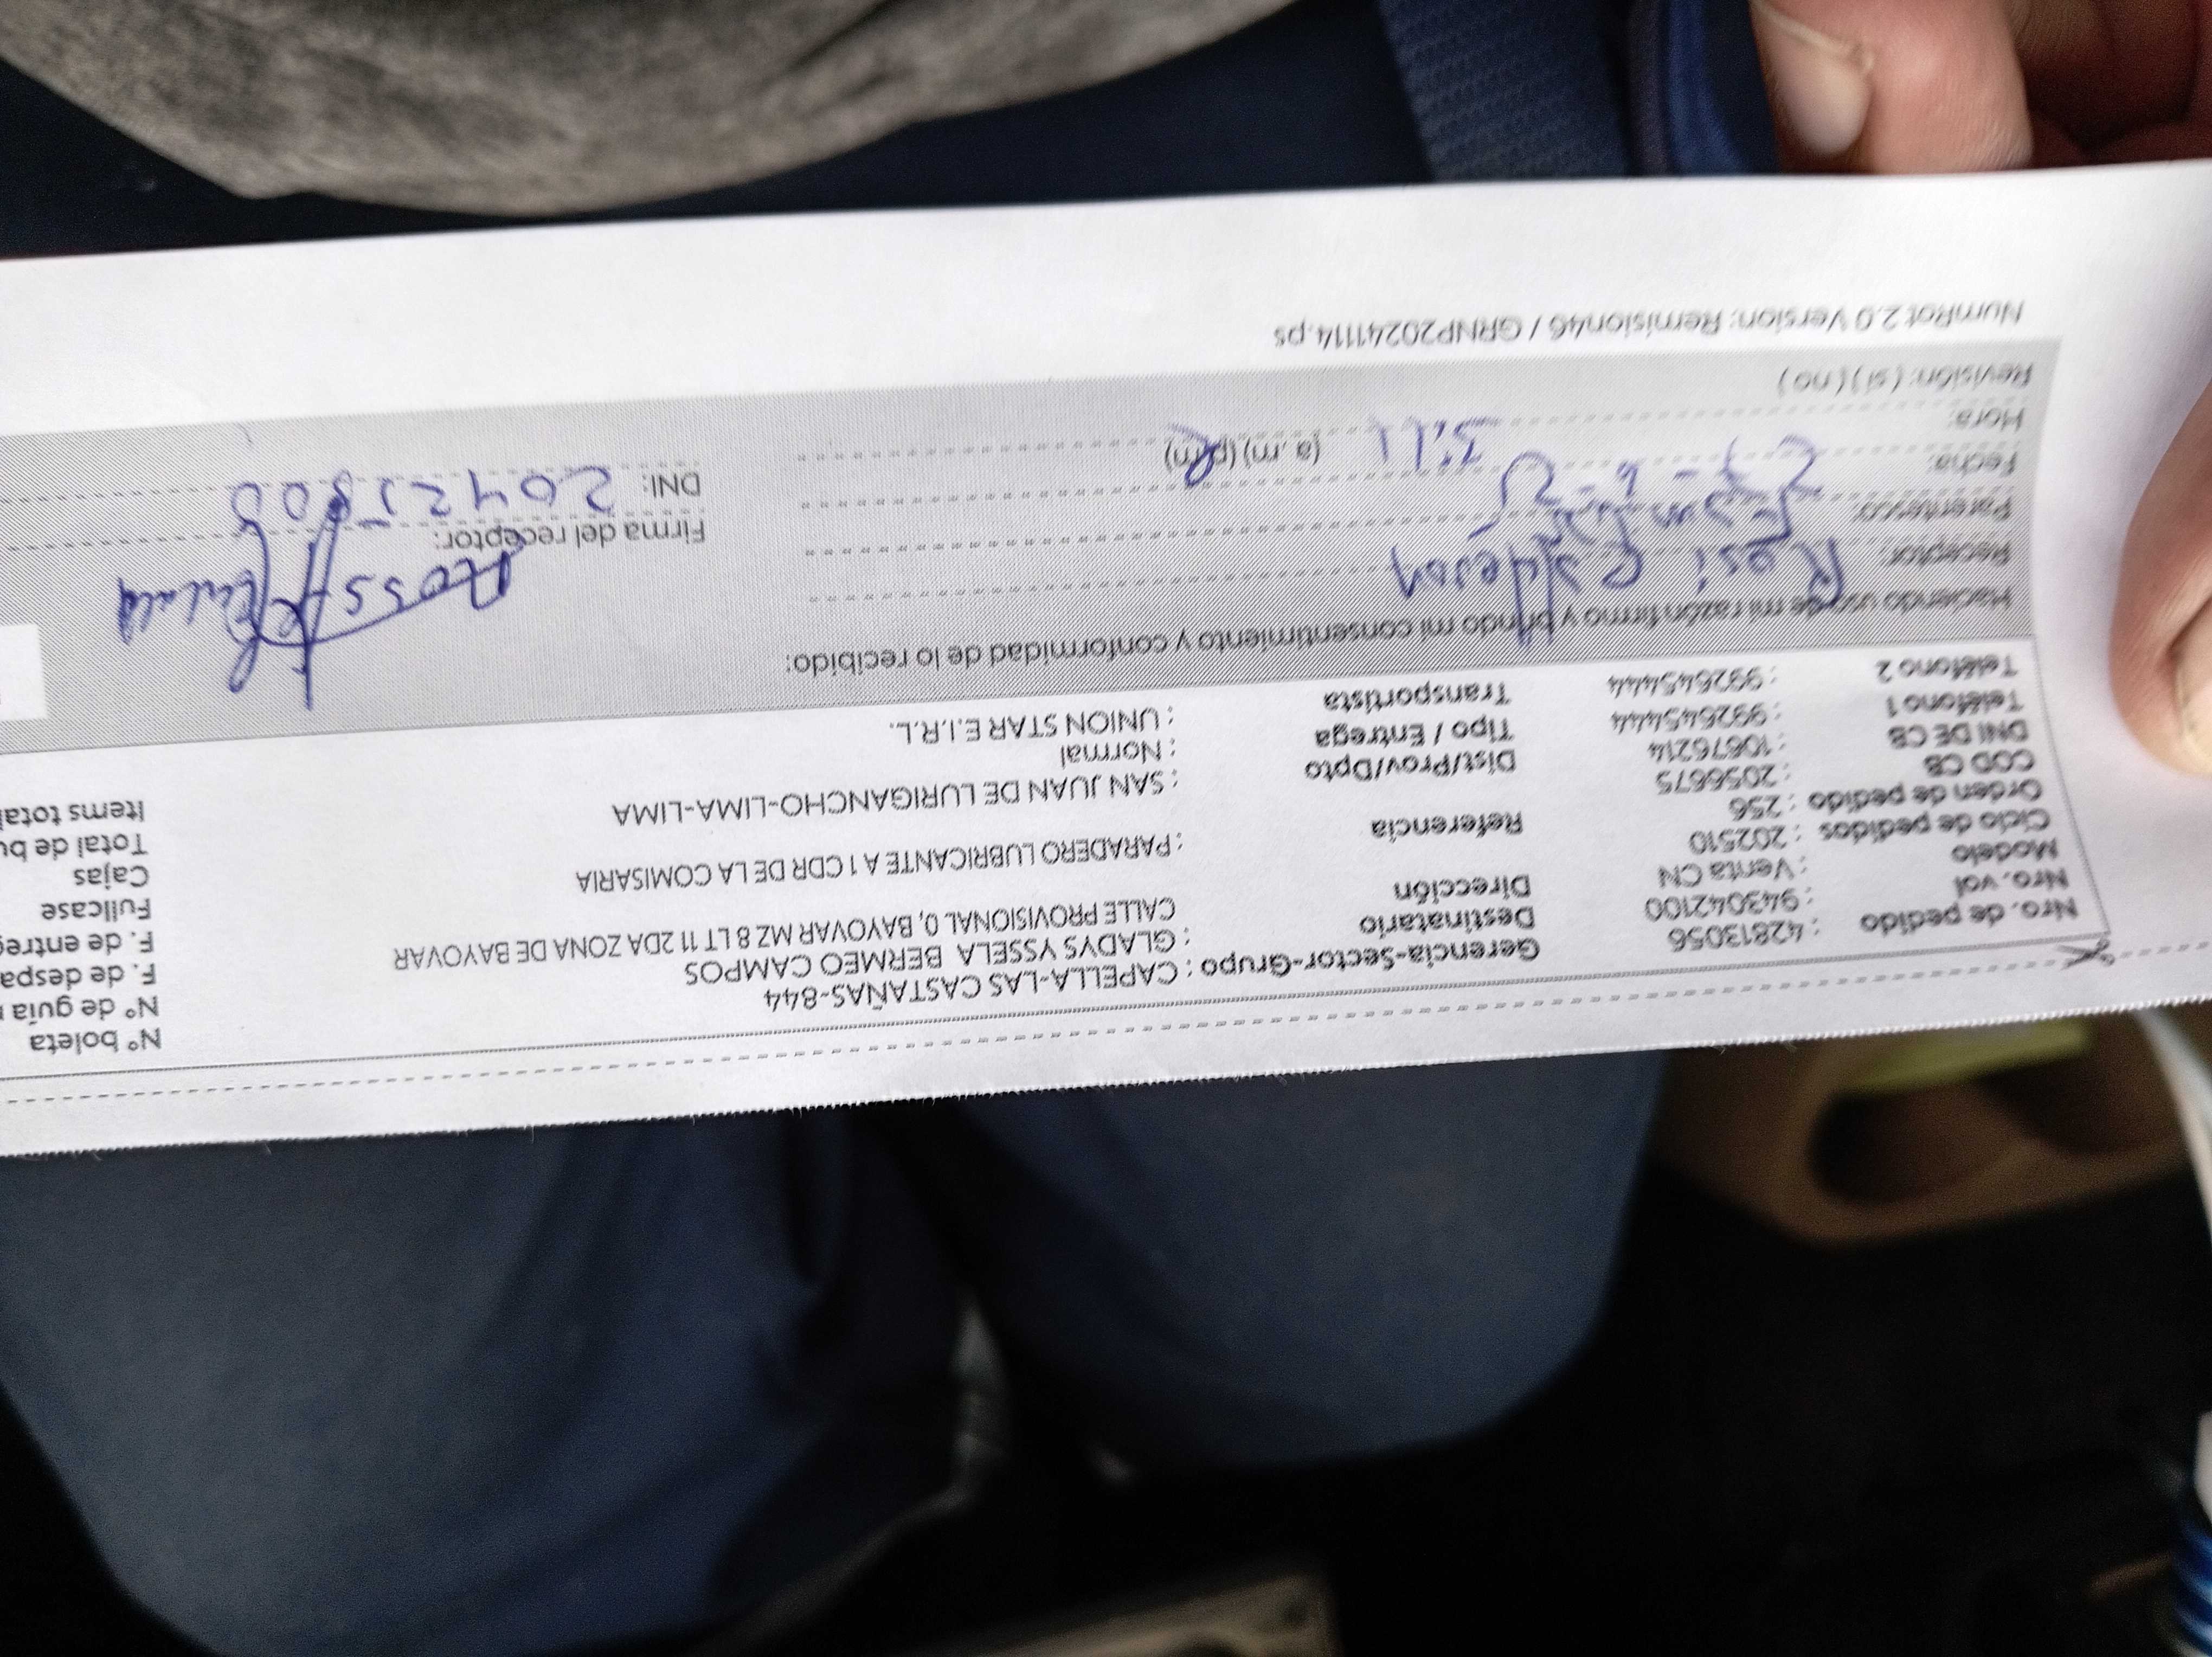 Nro. de pedido : 42813056
Nro. vol : 943042100
Modelo : Venta CN
Ciclo de pedidos : 202510
Orden de pedido : 256
COD CB : 2056675
DNI DE CB : 10676214
Teléfono 1 : 992645444
Teléfono 2 : 992645444
Gerencia-Sector-Grupo : CAPELLA-LAS CASTAÑAS-844
Destinatario : GLADYS YSSELA BERMEO CAMPOS
Dirección CALLE PROVISIONAL 0, BAYOVAR MZ 8 LT 11 2DA ZONA DE BAYOVAR
Referencia : PARADERO LUBRICANTE A 1 CDR DE LA COMISARIA
Dist/Prov/Dpto : SAN JUAN DE LURIGANCHO-LIMA-LIMA
Tipo / Entrega : Normal
Transportista : UNION STAR E.I.R.L.
N° boleta
N° de guía
F. de despa
F. de entreg
Fullcase
Cajas
Total de bu
Items total
Haciendo uso de mi razón firmo y brindo mi consentimiento y conformidad de lo recibido:
Receptor: Rosi Calderon
Parentesco:
Fecha:
Hora: (a.m) (p.m)
Revisión: ( si ) ( no )
Firma del receptor:
DNI:
NumRot 2.0 Version: Remision46 / GRNP20241114.ps